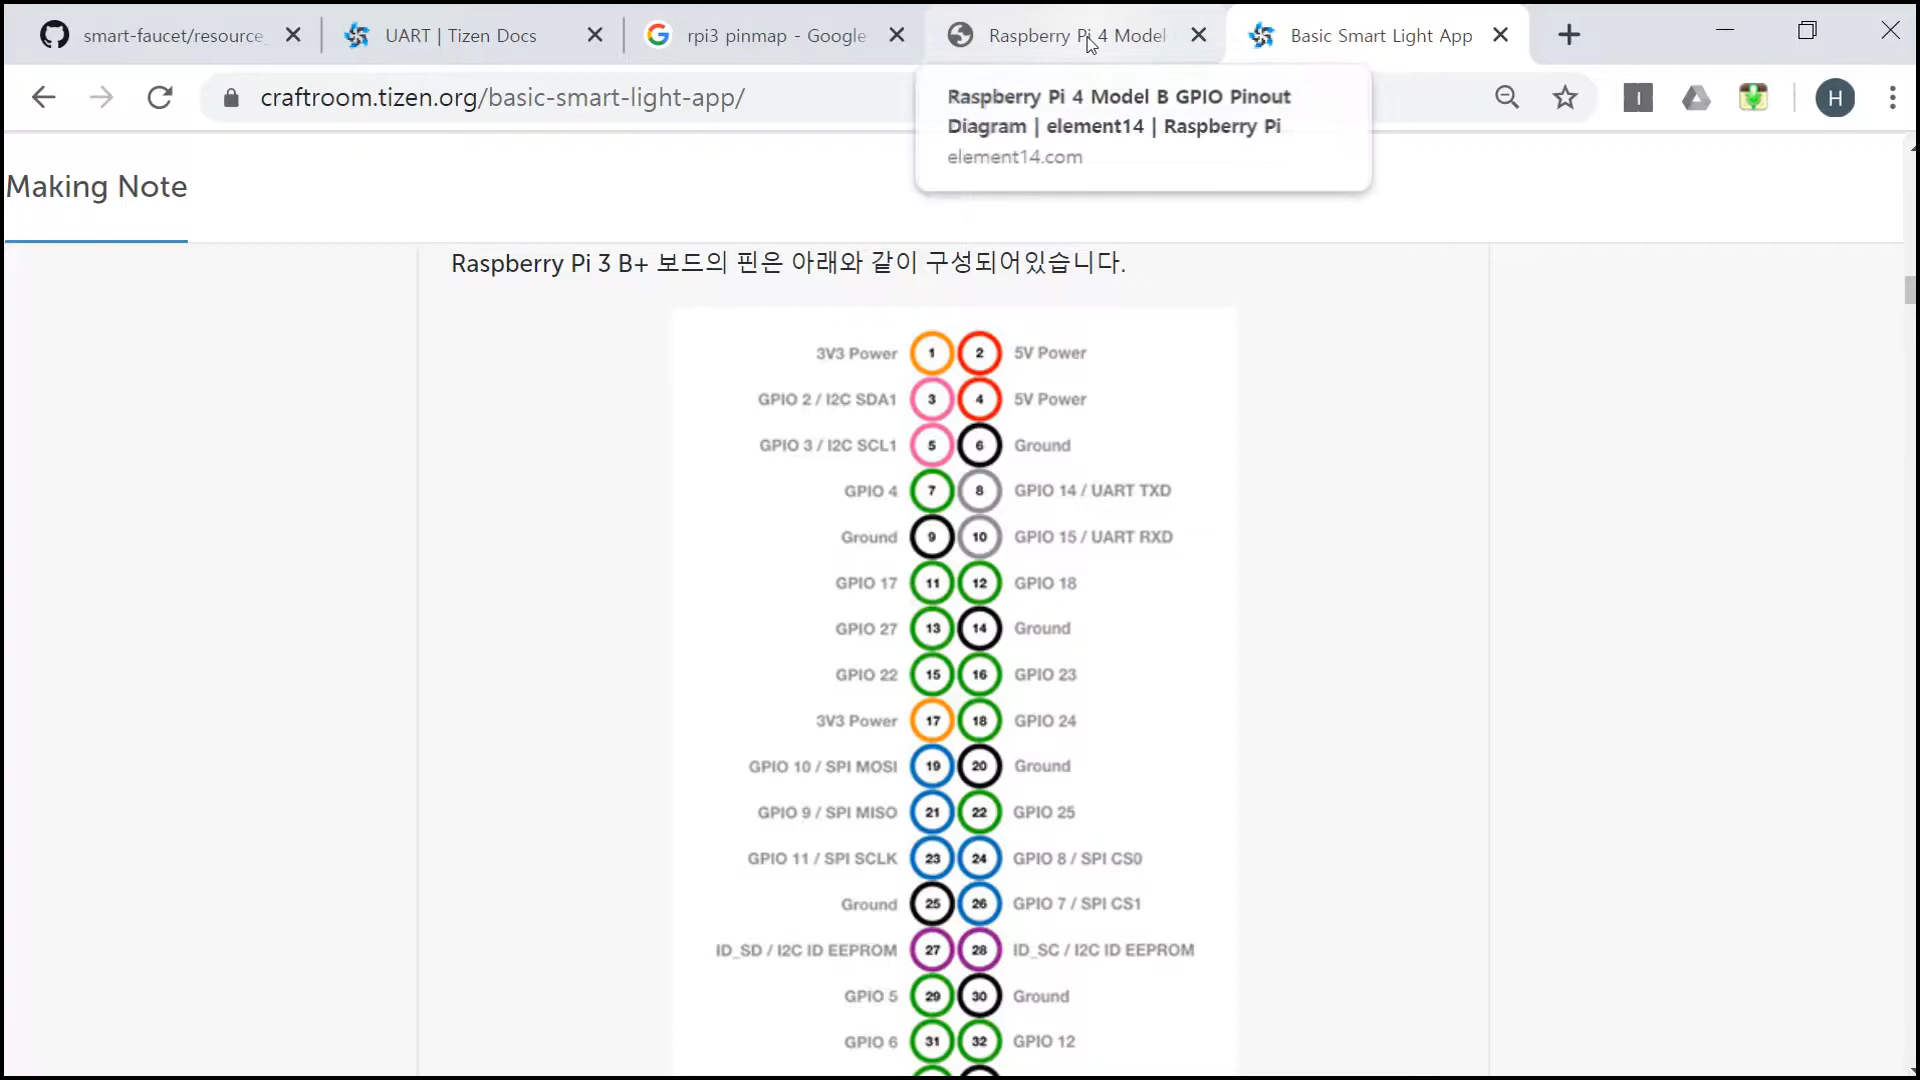 smart-faucet/resource_
UART | Tizen Docs
rpi3 pinmap - Google
Raspberry Pi 4 Model
Basic Smart Light App
craftroom.tizen.org/basic-smart-light-app/
H
Raspberry Pi 4 Model B GPIO Pinout
Diagram | element14 | Raspberry Pi
element14.com
Making Note
Raspberry Pi 3 B+ 보드의 핀은 아래와 같이 구성되어있습니다.
3V3 Power 1 2 5V Power
GPIO 2 / I2C SDA1 3 4 5V Power
GPIO 3 / I2C SCL1 5 6 Ground
GPIO 4 7 8 GPIO 14 / UART TXD
Ground 9 10 GPIO 15 / UART RXD
GPIO 17 11 12 GPIO 18
GPIO 27 13 14 Ground
GPIO 22 15 16 GPIO 23
3V3 Power 17 18 GPIO 24
GPIO 10 / SPI MOSI 19 20 Ground
GPIO 9 / SPI MISO 21 22 GPIO 25
GPIO 11 / SPI SCLK 23 24 GPIO 8 / SPI CS0
Ground 25 26 GPIO 7 / SPI CS1
ID_SD / I2C ID EEPROM 27 28 ID_SC / I2C ID EEPROM
GPIO 5 29 30 Ground
GPIO 6 31 32 GPIO 12